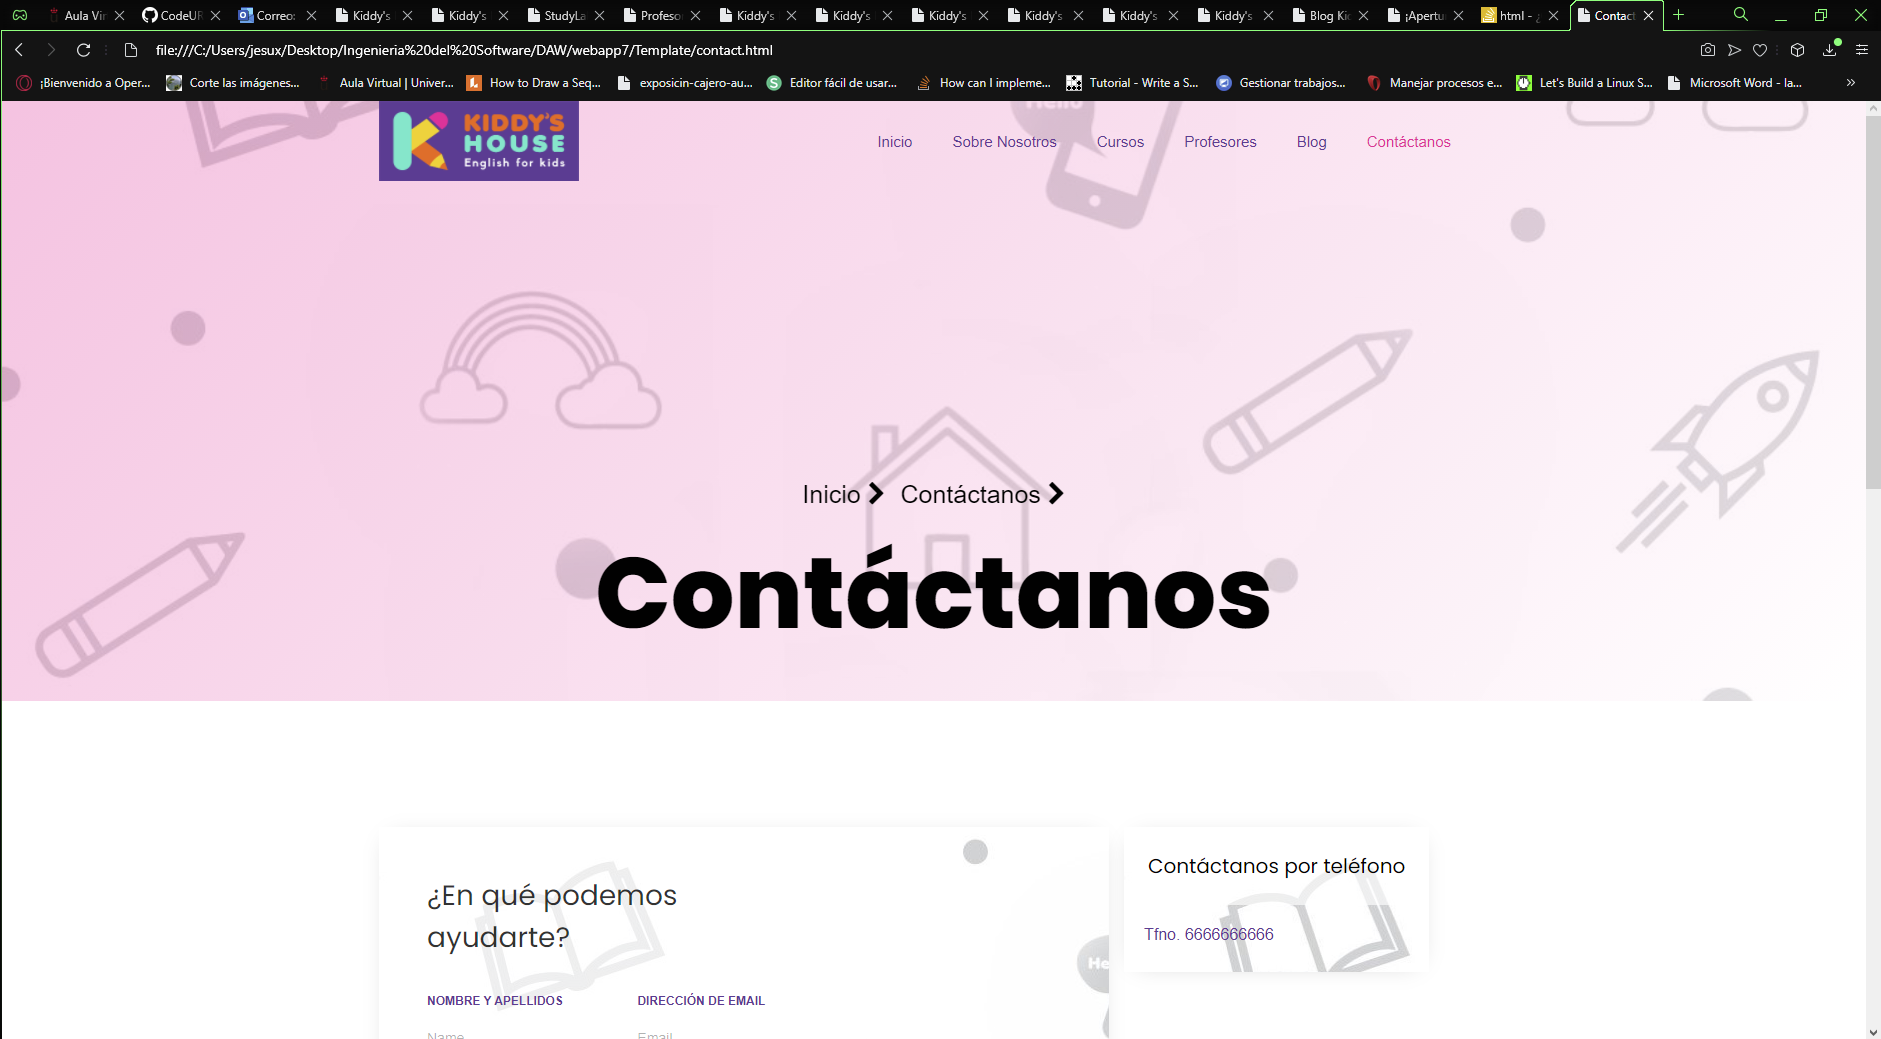 Aula Vir
CodeUR
Correo:
Kiddy's
Kiddy's
StudyLa
Profeso
Kiddy's
Kiddy's
Kiddy's
Kiddy's
Kiddy's
Kiddy's
Blog Ki
¡Apertu
html - ¿
Contact
file:///C:/Users/jesux/Desktop/Ingenieria%20del%20Software/DAW/webapp7/Template/contact.html
¡Bienvenido a Oper...
Corte las imágenes...
Aula Virtual | Univer...
How to Draw a Seq...
exposicin-cajero-au...
Editor fácil de usar...
How can I impleme...
Tutorial - Write a S...
Gestionar trabajos...
Manejar procesos e...
Let's Build a Linux S...
Microsoft Word - la...
KIDDY'S
HOUSE
English for kids
Hello
Inicio
Sobre Nosotros
Cursos
Profesores
Blog
Contáctanos
Inicio
Contáctanos
Contáctanos
¿En qué podemos
ayudarte?
He
NOMBRE Y APELLIDOS
DIRECCIÓN DE EMAIL
Name
Email
Contáctanos por teléfono
Tfno. 6666666666